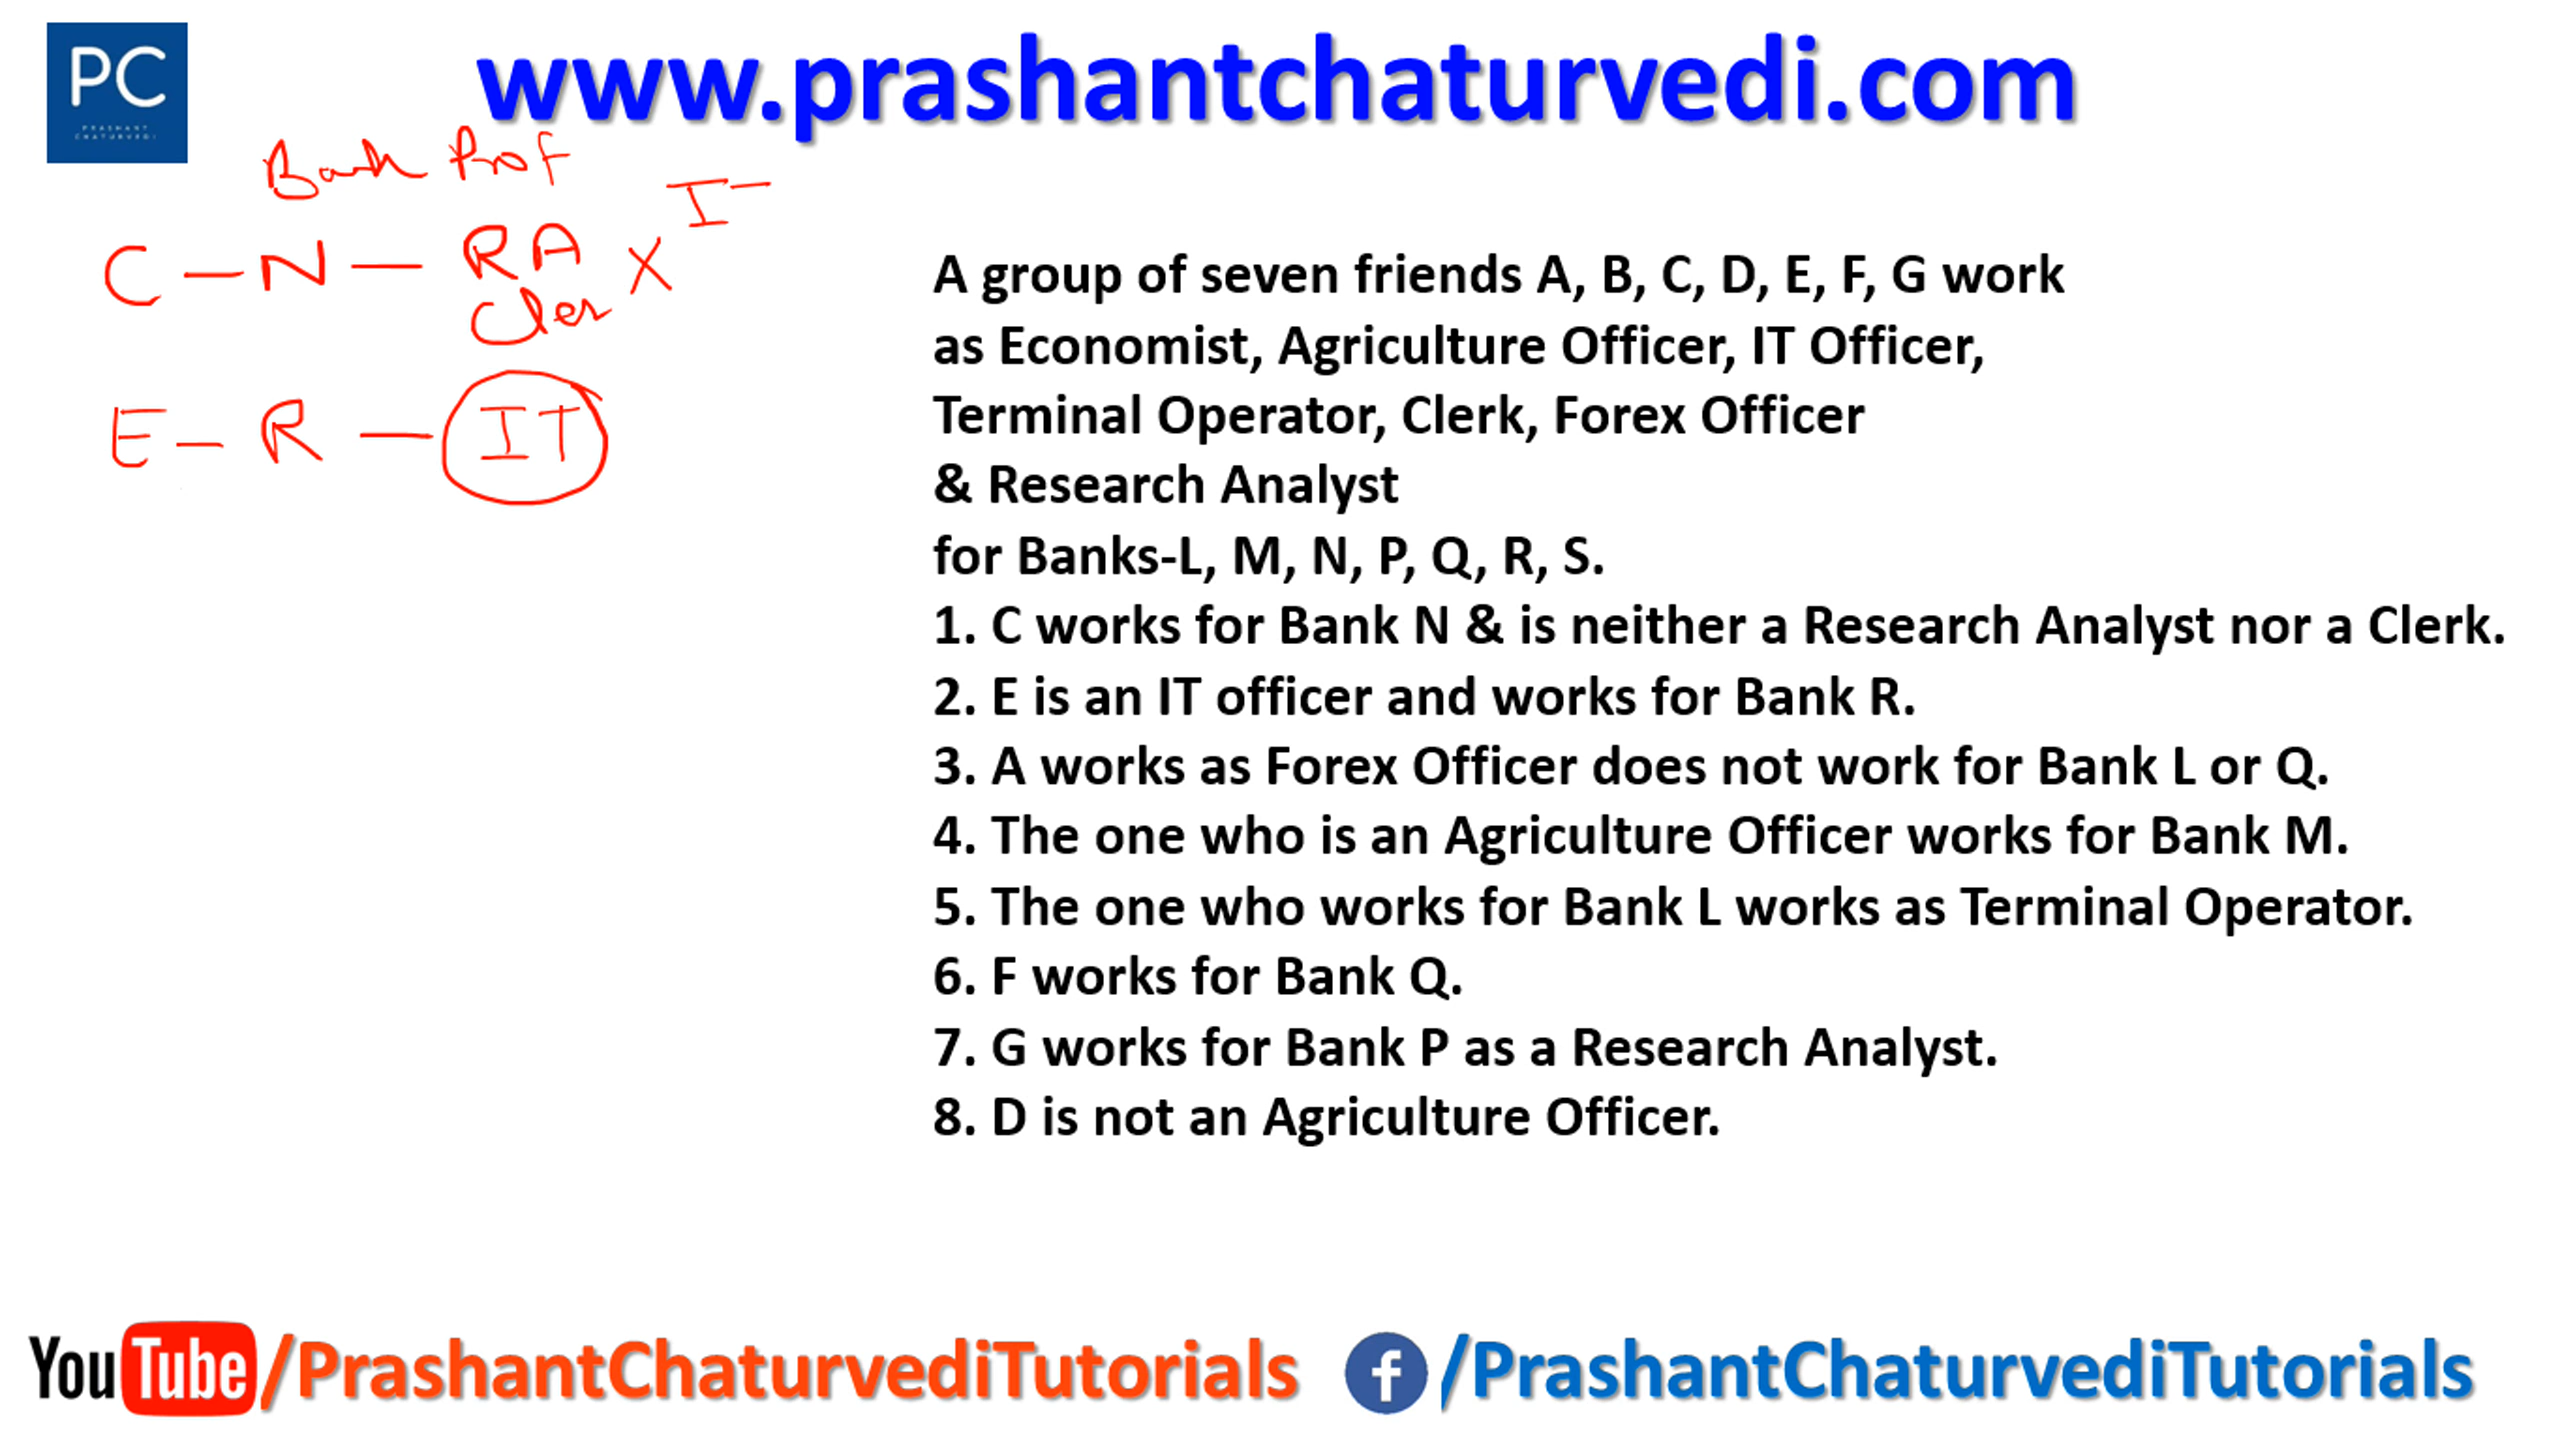 PC
PRASHANT
CHATURVEDI
www.prashantchaturvedi.com
Bank Prof
C - N - RA x I
Cler
E - R - IT
A group of seven friends A, B, C, D, E, F, G work
as Economist, Agriculture Officer, IT Officer,
Terminal Operator, Clerk, Forex Officer
& Research Analyst
for Banks-L, M, N, P, Q, R, S.
1. C works for Bank N & is neither a Research Analyst nor a Clerk.
2. E is an IT officer and works for Bank R.
3. A works as Forex Officer does not work for Bank L or Q.
4. The one who is an Agriculture Officer works for Bank M.
5. The one who works for Bank L works as Terminal Operator.
6. F works for Bank Q.
7. G works for Bank P as a Research Analyst.
8. D is not an Agriculture Officer.
YouTube/PrashantChaturvediTutorials f/PrashantChaturvediTutorials